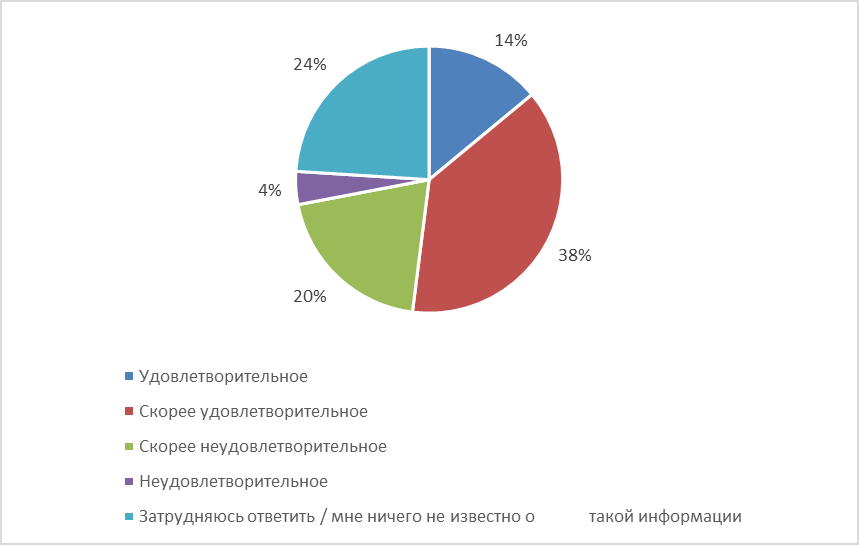 14%
24%
4%
38%
20%
Удовлетворительное
Скорее удовлетворительное
Скорее неудовлетворительное
Неудовлетворительное
Затрудняюсь ответить / мне ничего не известно о такой информации